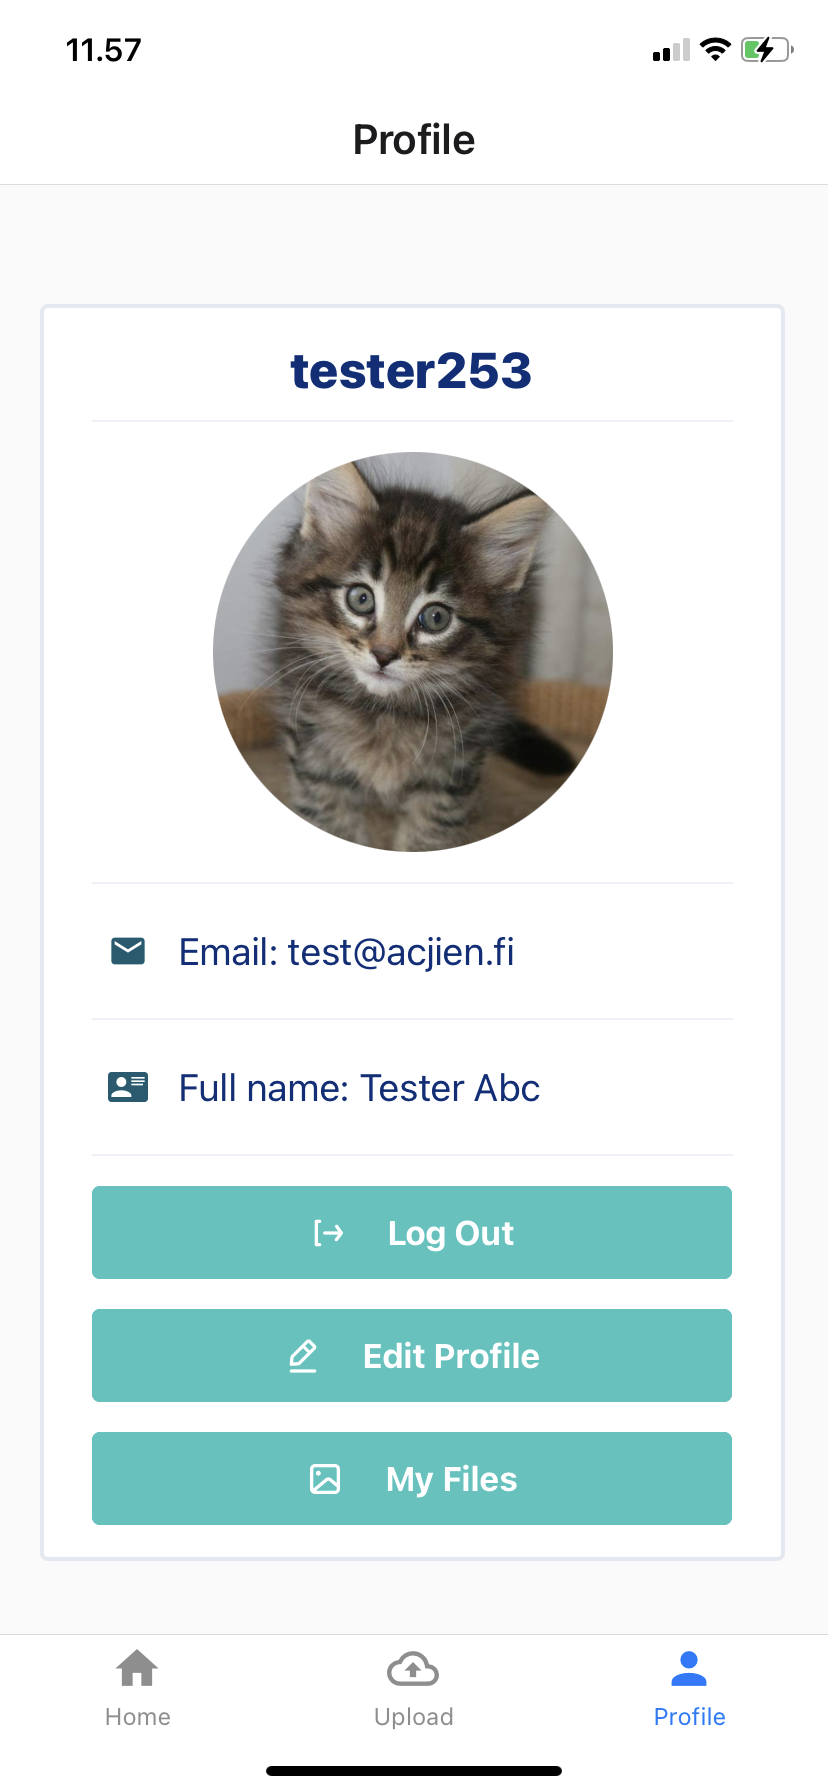 11.57
Profile
tester253
Email: test@acjien.fi
Full name: Tester Abc
Log Out
Edit Profile
My Files
Home
Upload
Profile